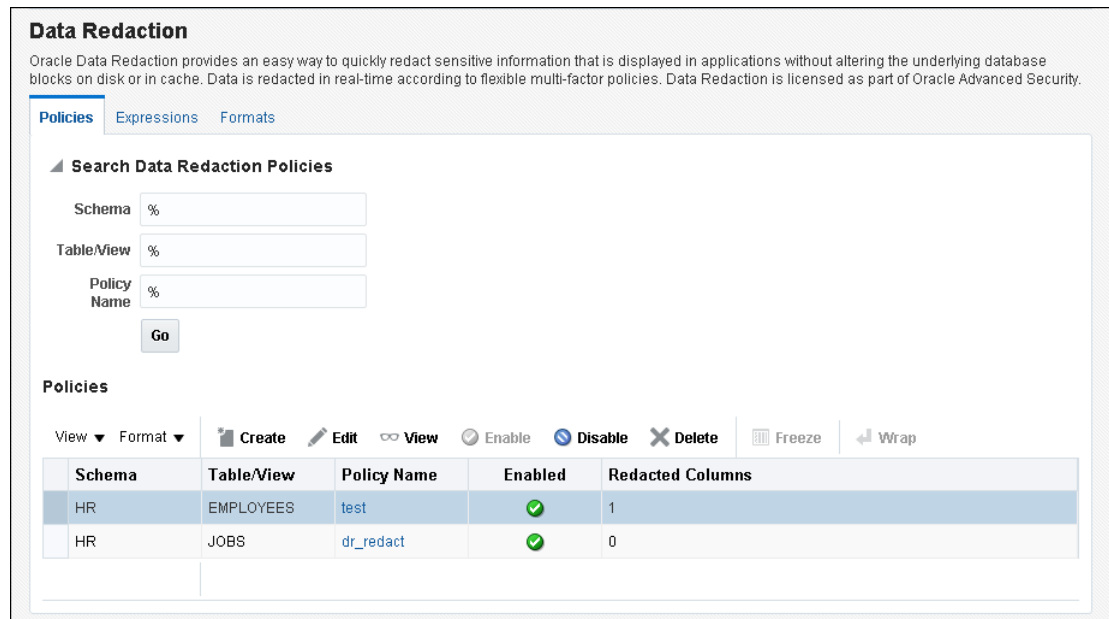 Data Redaction
Oracle Data Redaction provides an easy way to quickly redact sensitive information that is displayed in applications without altering the underlying database
blocks on disk or in cache. Data is redacted in real-time according to flexible multi-factor policies. Data Redaction is licensed as part of Oracle Advanced Security.
Policies Expressions Formats
Search Data Redaction Policies
Schema %
Table/View %
Policy
Name %
Go
Policies
View Format Create Edit View Enable Disable Delete Freeze Wrap
Schema Table/View Policy Name Enabled Redacted Columns
HR EMPLOYEES test 1
HR JOBS dr_redact 0